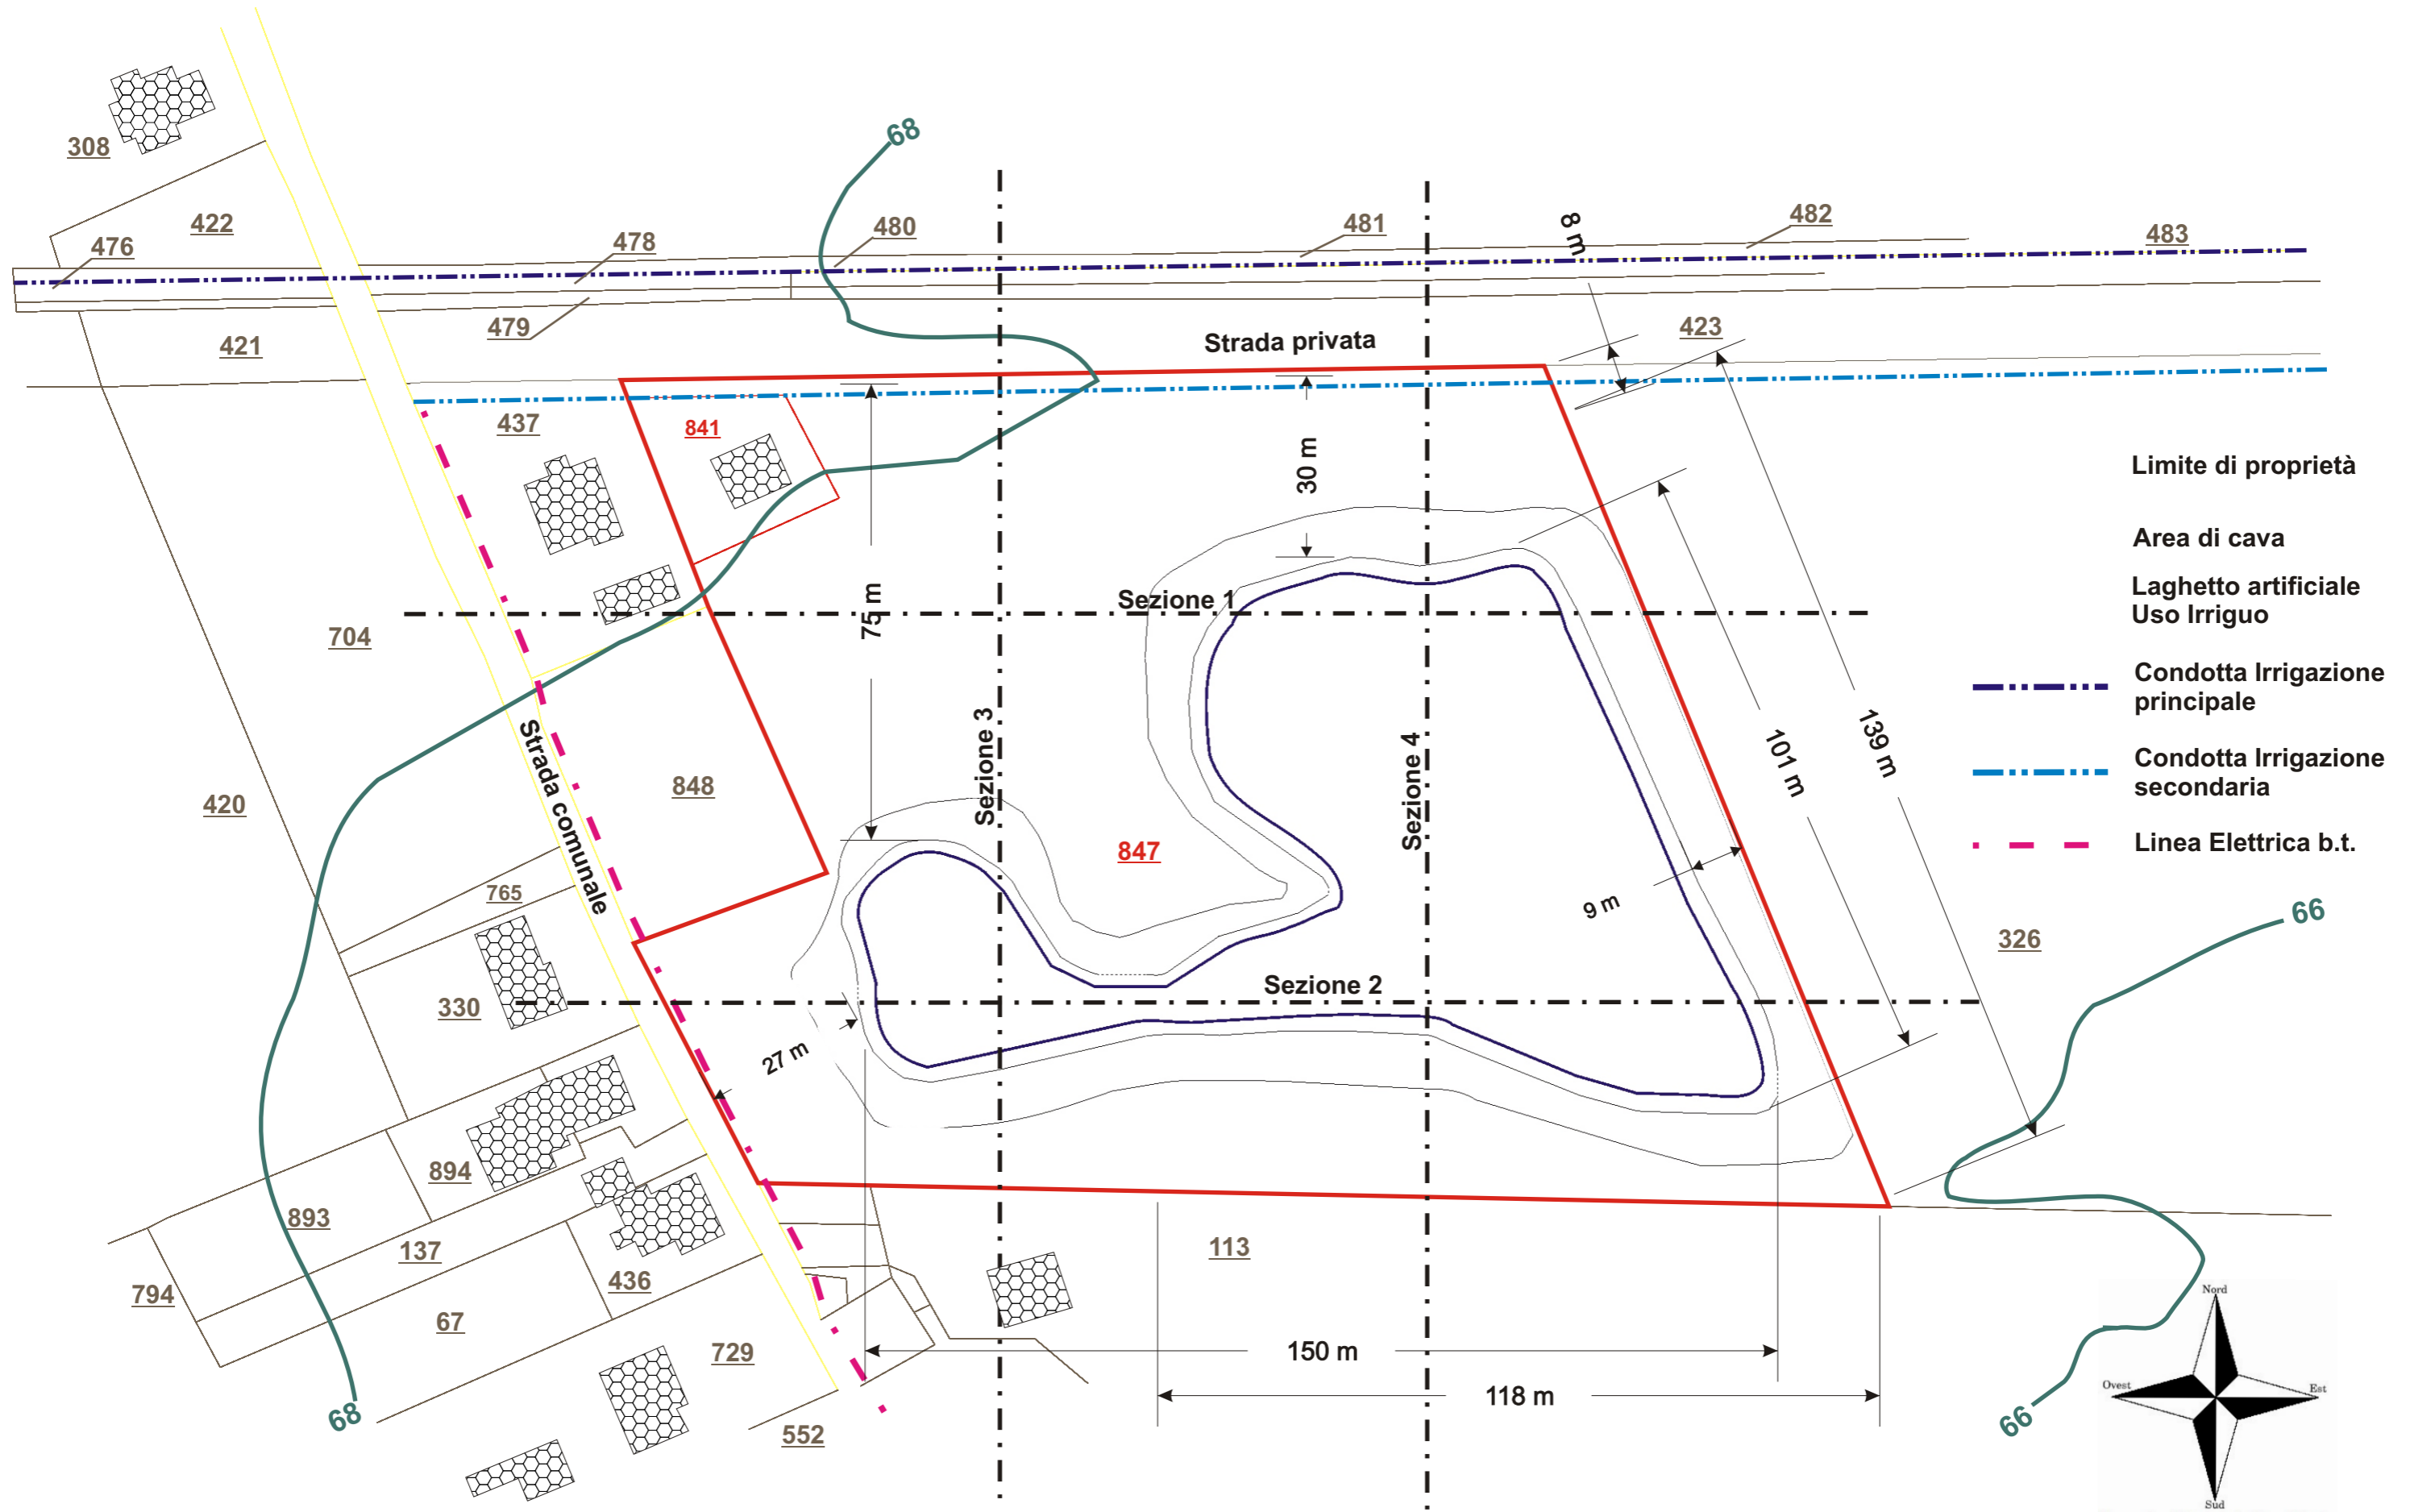 68
308
422
476
478
480
481
8 m
482
483
479
421
Strada privata
423
437
841
30 m
Limite di proprietà
Area di cava
Laghetto artificiale
Uso Irriguo
Sezione 1
75 m
704
Condotta Irrigazione
principale
Strada comunale
848
Sezione 3
Sezione 4
101 m
139 m
Condotta Irrigazione
secondaria
420
847
Linea Elettrica b.t.
765
9 m
66
326
330
Sezione 2
27 m
894
893
137
113
794
436
67
729
150 m
118 m
68
552
66
Nord
Ovest
Est
Sud